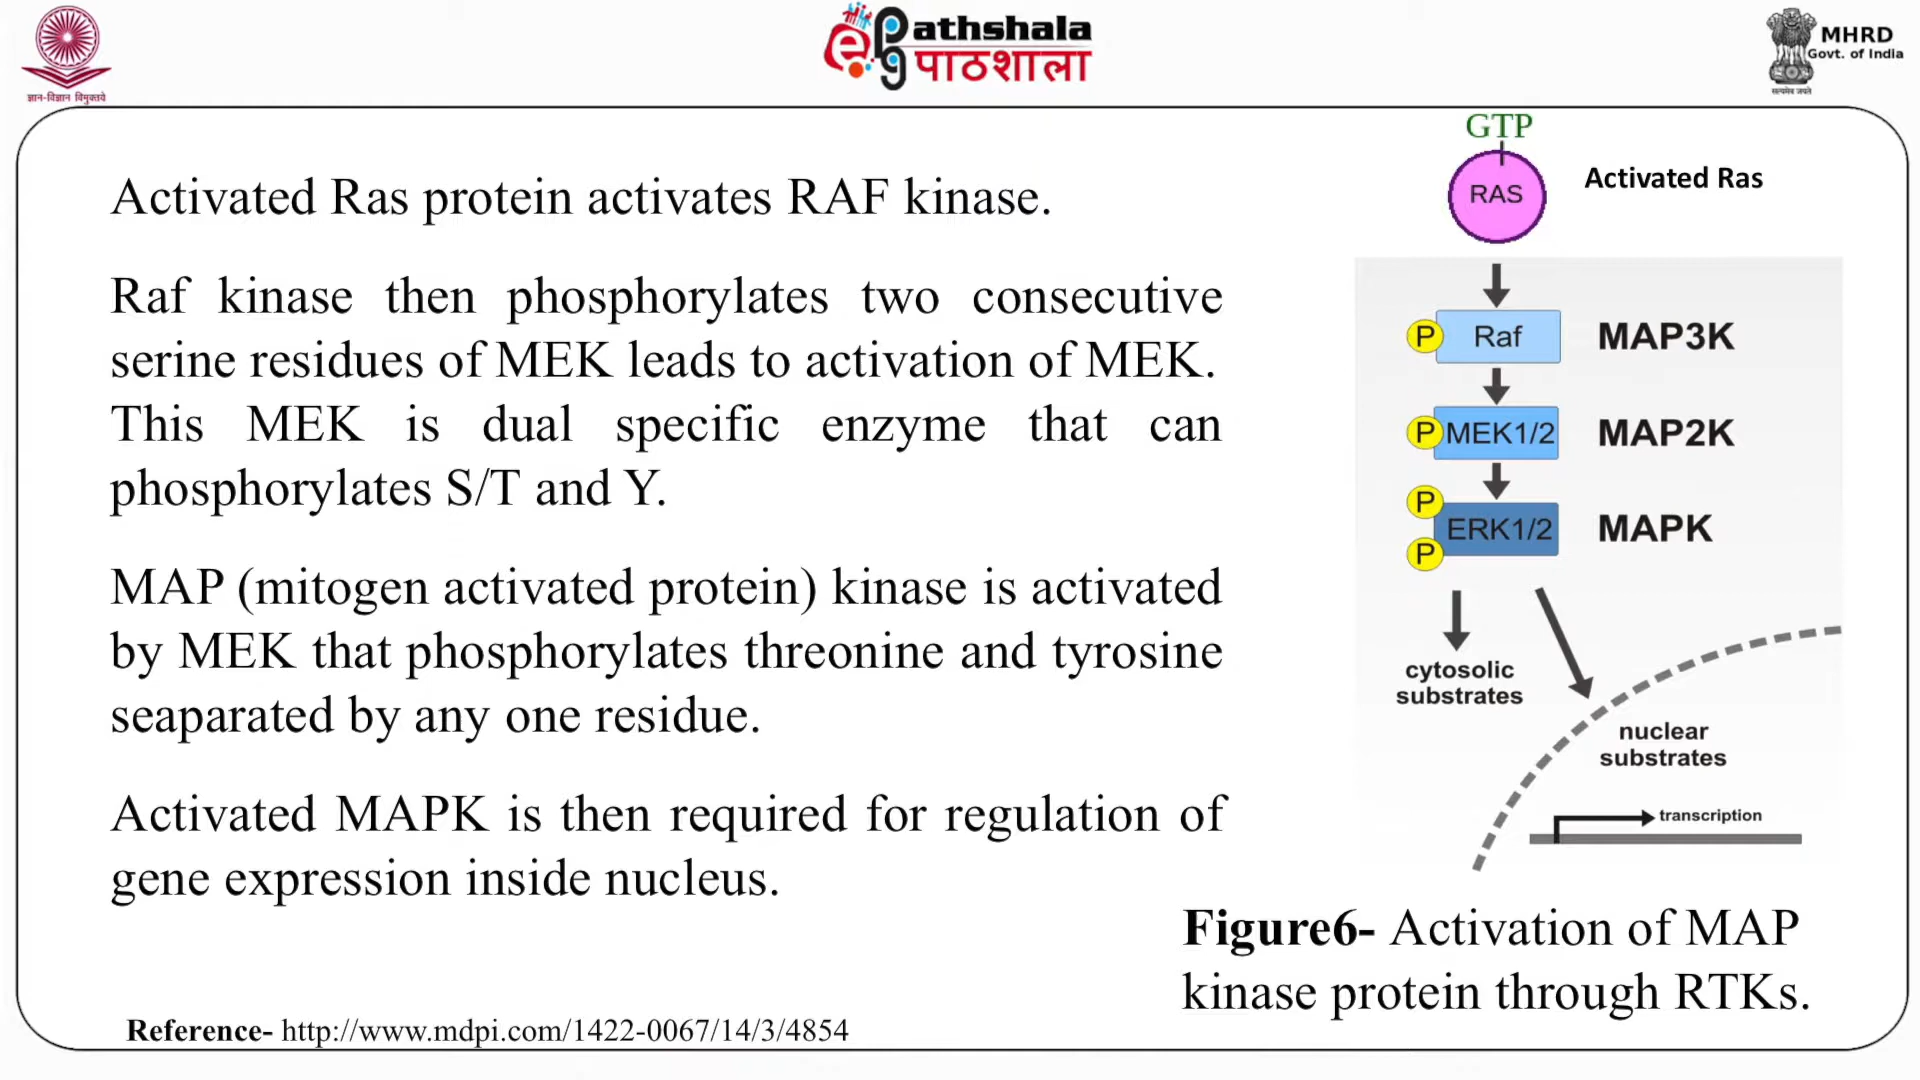 ज्ञान-विज्ञान विमुक्तये
ePathshala
पाठशाला
MHRD
Govt. of India
सत्यमेव जयते
Activated Ras protein activates RAF kinase.
Raf kinase then phosphorylates two consecutive
serine residues of MEK leads to activation of MEK.
This MEK is dual specific enzyme that can
phosphorylates S/T and Y.
MAP (mitogen activated protein) kinase is activated
by MEK that phosphorylates threonine and tyrosine
seaparated by any one residue.
Activated MAPK is then required for regulation of
gene expression inside nucleus.
GTP
RAS
Activated Ras
P Raf MAP3K
P MEK1/2 MAP2K
P
ERK1/2 MAPK
P
cytosolic
substrates
nuclear
substrates
transcription
Figure6- Activation of MAP
kinase protein through RTKs.
Reference- http://www.mdpi.com/1422-0067/14/3/4854